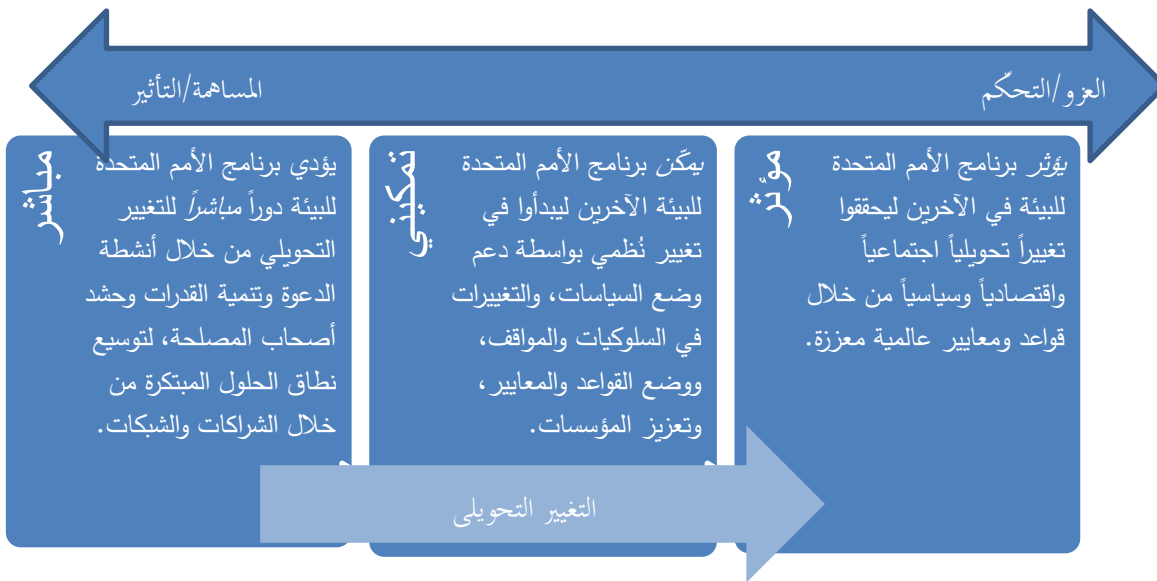 العزو/التحكّم
المساهمة/التأثير
مؤثر
يؤثر برنامج الأمم المتحدة
للبيئة في الآخرين ليحققوا
تغييراً تحويلياً اجتماعياً
واقتصادياً وسياسياً من خلال
قواعد ومعايير عالمية معززة.
تمكيني
يمكّن برنامج الأمم المتحدة
للبيئة الآخرين ليبدأوا في
تغيير نُظمي بواسطة دعم
وضع السياسات، والتغييرات
في السلوكيات والمواقف،
ووضع القواعد والمعايير،
وتعزيز المؤسسات.
مباشر
يؤدي برنامج الأمم المتحدة
للبيئة دوراً مباشراً للتغيير
التحويلي من خلال أنشطة
الدعوة وتنمية القدرات وحشد
أصحاب المصلحة، لتوسيع
نطاق الحلول المبتكرة من
خلال الشراكات والشبكات.
التغيير التحويلى